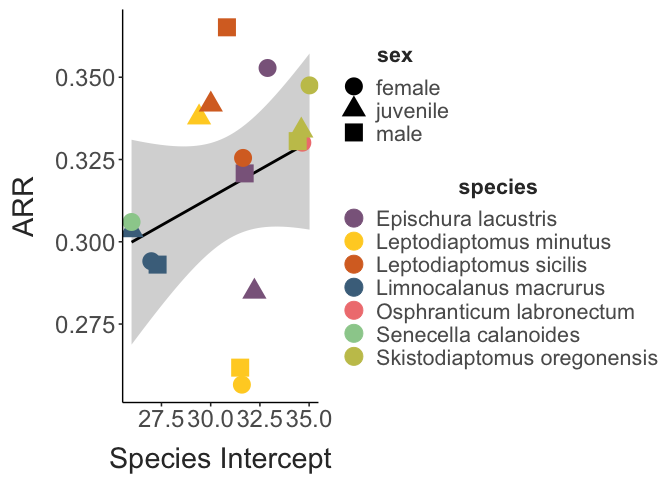 ARR
0.350
0.325
0.300
0.275
27.5 30.0 32.5 35.0
Species Intercept
sex
female
juvenile
male
species
Epischura lacustris
Leptodiaptomus minutus
Leptodiaptomus sicilis
Limnocalanus macrurus
Osphranticum labronectum
Senecella calanoides
Skistodiaptomus oregonensis